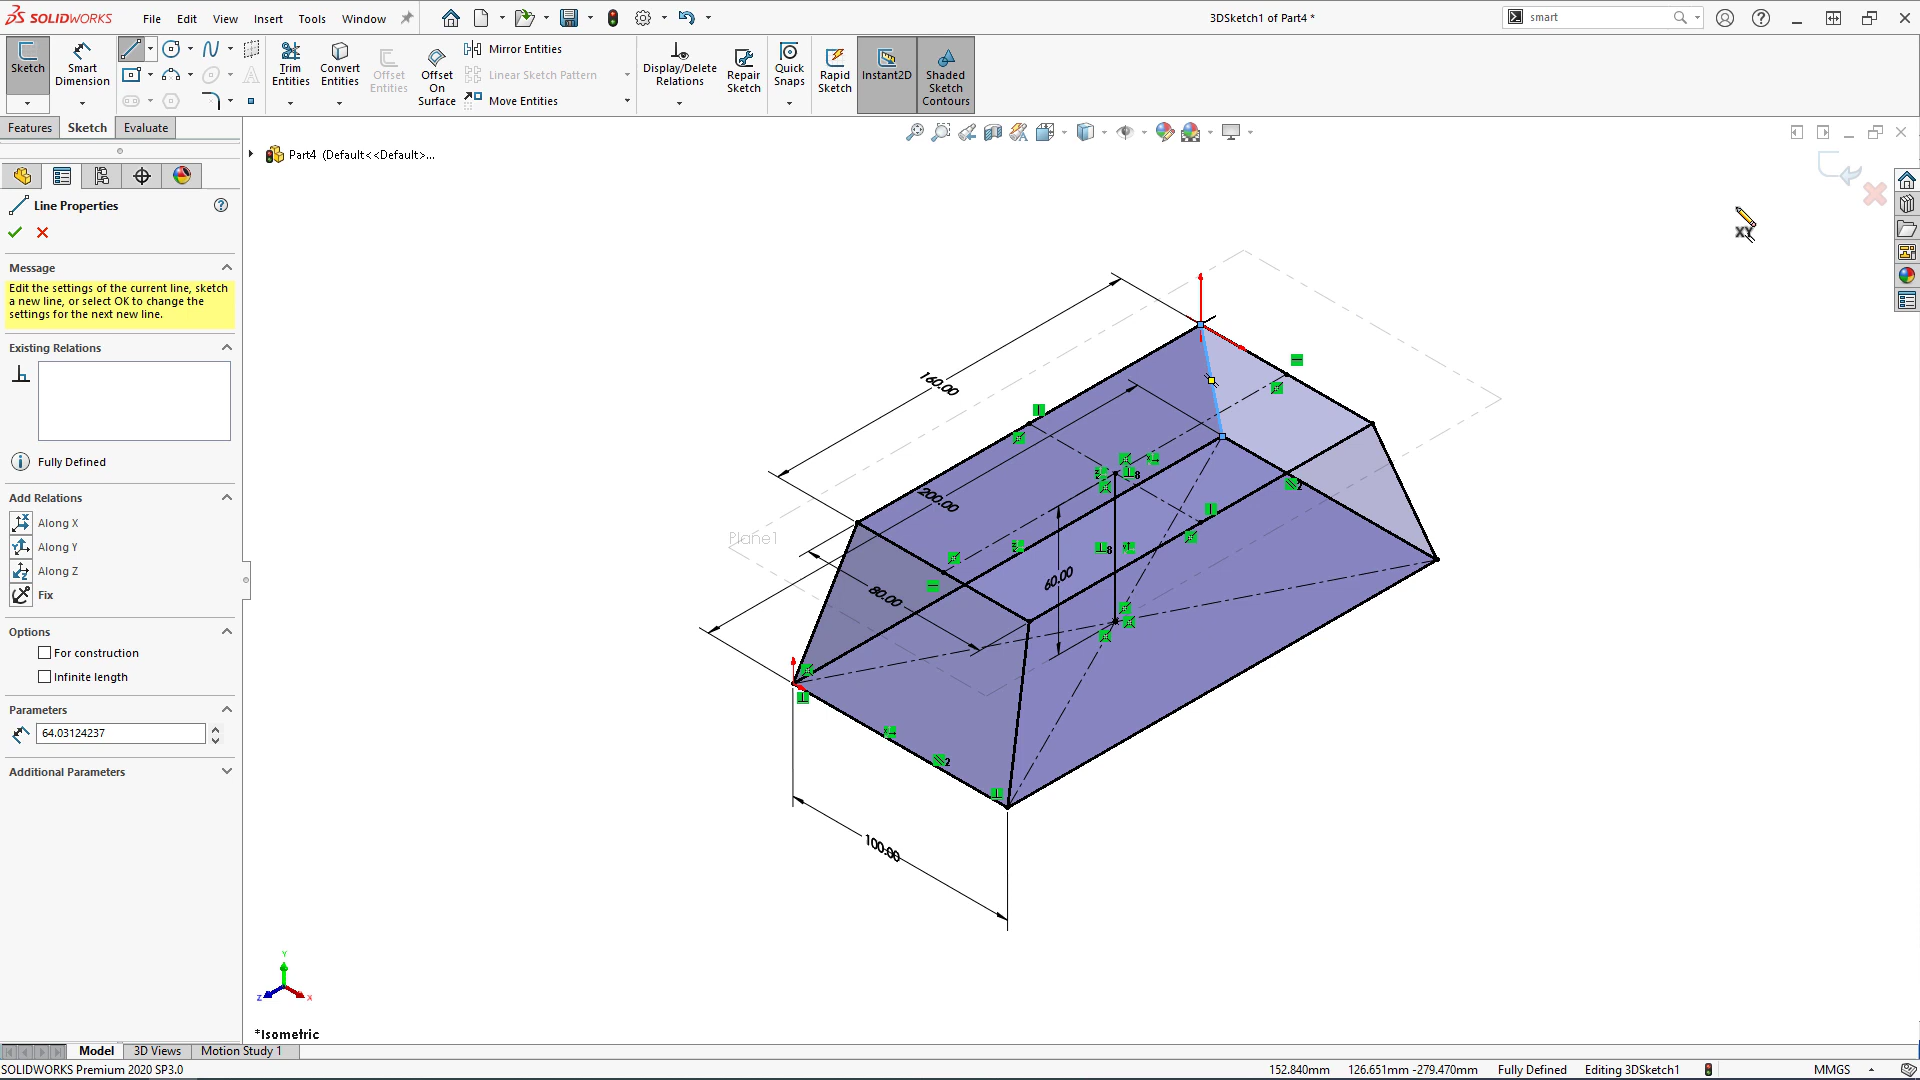 SOLIDWORKS File Edit View Insert Tools Window 3DSketch1 of Part4 * smart
Sketch Smart Dimension Trim Entities Convert Entities Offset Entities Offset On Surface Mirror Entities Linear Sketch Pattern Move Entities Display/Delete Relations Repair Sketch Quick Snaps Rapid Sketch Instant2D Shaded Sketch Contours
Features Sketch Evaluate
Part4 (Default<<Default>...
Line Properties
Message
Edit the settings of the current line, sketch
a new line, or select OK to change the
settings for the next new line.
Existing Relations
Fully Defined
Add Relations
Along X
Along Y
Along Z
Fix
Options
For construction
Infinite length
Parameters
64.03124237
Additional Parameters
XY
160.00
200.00
Plane1
80.00
60.00
100.00
8
8
2
2
Y
Z X
*Isometric
Model 3D Views Motion Study 1
SOLIDWORKS Premium 2020 SP3.0 152.840mm 126.651mm -279.470mm Fully Defined Editing 3DSketch1 MMGS